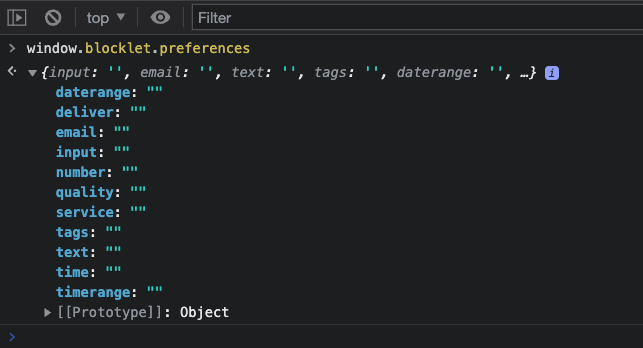 top ▼ Filter
> window.blocklet.preferences
<· ▼ {input: '', email: '', text: '', tags: '', daterange: '', …} i
daterange: ""
deliver: ""
email: ""
input: ""
number: ""
quality: ""
service: ""
tags: ""
text: ""
time: ""
timerange: ""
▶ [[Prototype]]: Object
>